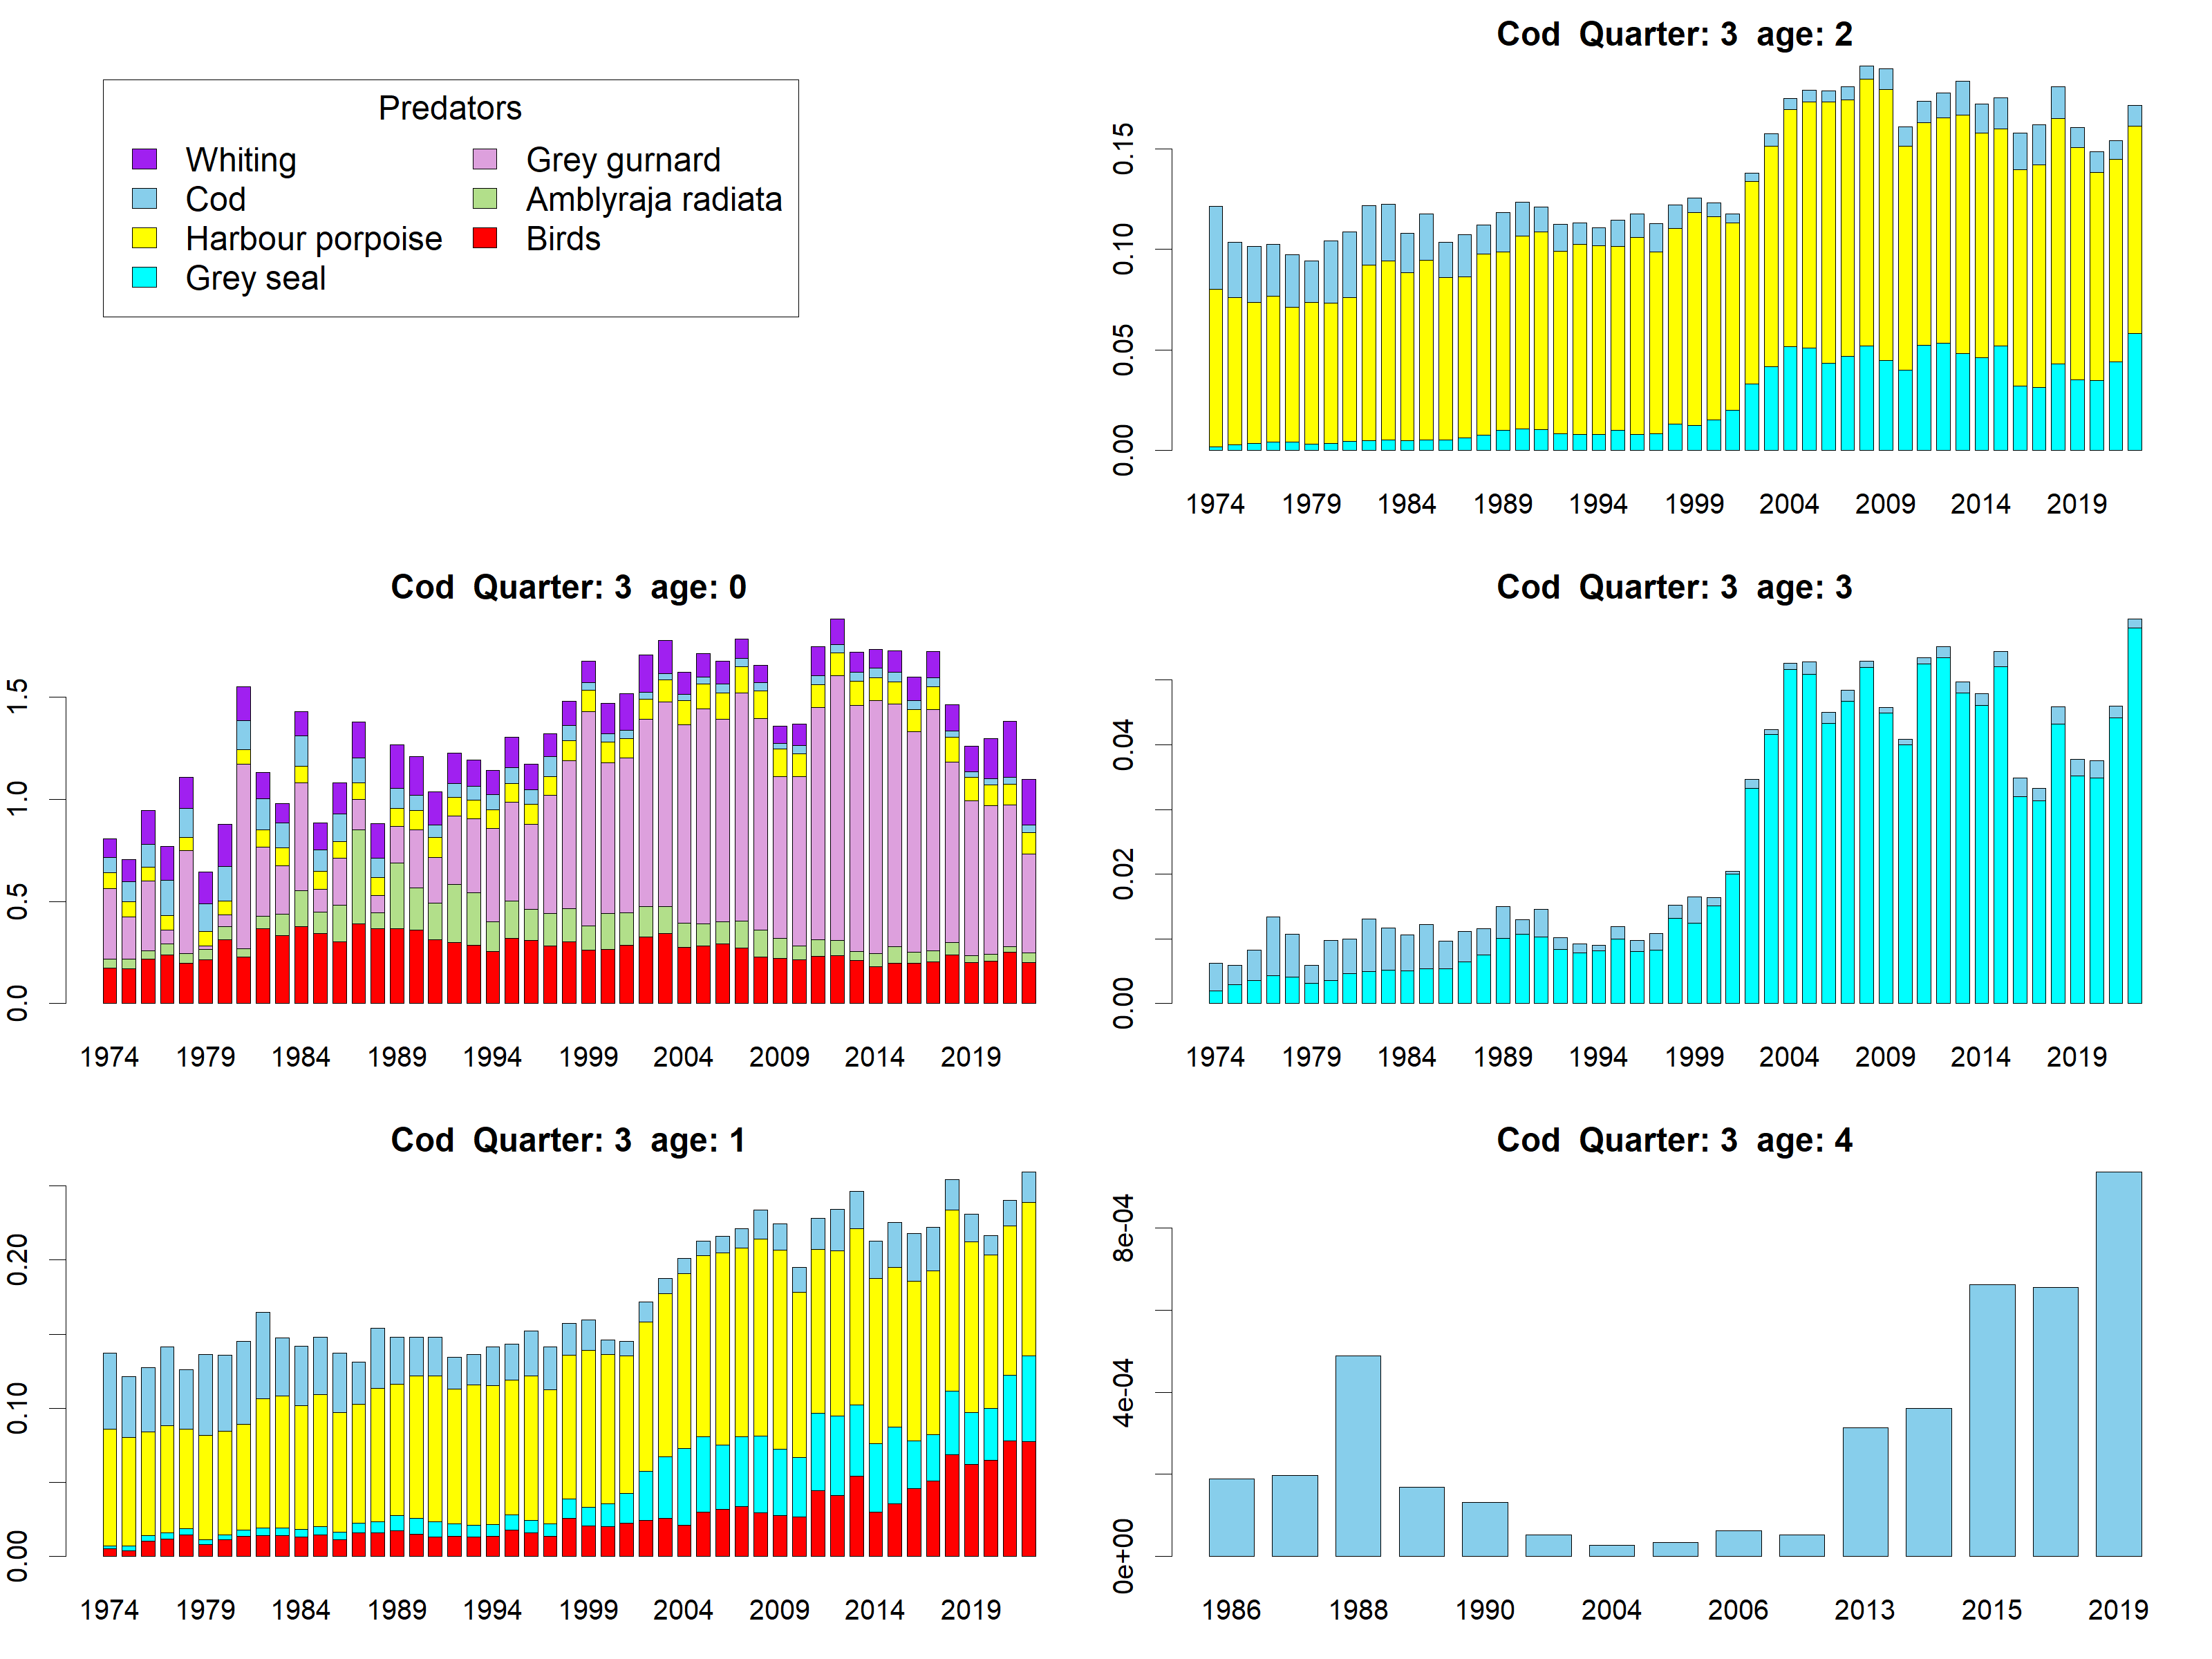 Predators
Whiting
Cod
Harbour porpoise
Grey seal
Grey gurnard
Amblyraja radiata
Birds
Cod Quarter: 3 age: 2
0.15
0.10
0.05
0.00
1974 1979 1984 1989 1994 1999 2004 2009 2014 2019
Cod Quarter: 3 age: 0
1.5
1.0
0.5
0.0
1974 1979 1984 1989 1994 1999 2004 2009 2014 2019
Cod Quarter: 3 age: 3
0.04
0.02
0.00
1974 1979 1984 1989 1994 1999 2004 2009 2014 2019
Cod Quarter: 3 age: 1
0.20
0.10
0.00
1974 1979 1984 1989 1994 1999 2004 2009 2014 2019
Cod Quarter: 3 age: 4
8e-04
4e-04
0e+00
1986 1988 1990 2004 2006 2013 2015 2019